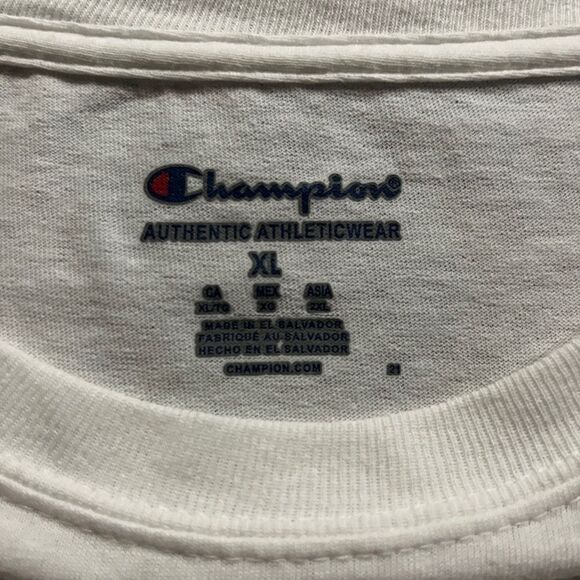 Champion®
AUTHENTIC ATHLETICWEAR
XL
CA MEX ASIA
XL/TG XG 2XL
MADE IN EL SALVADOR
FABRIQUÉ AU SALVADOR
HECHO EN EL SALVADOR
CHAMPION.COM 21